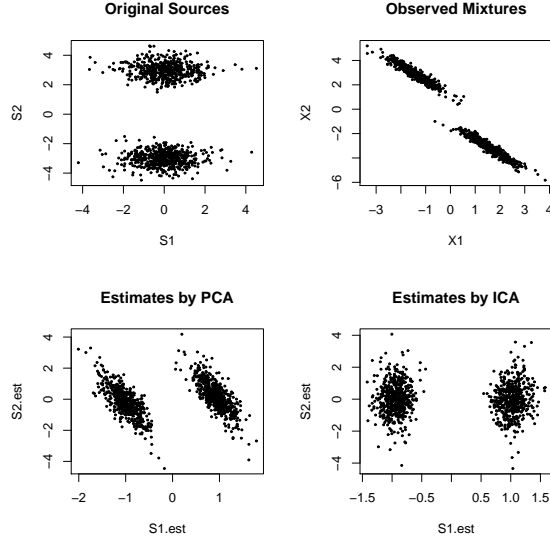 Original Sources
S2
−4 −2 0 2 4
−4 −2 0 2 4
S1
Observed Mixtures
X2
−6 −2 0 2 4
−3 −1 0 1 2 3 4
X1
Estimates by PCA
S2.est
−4 −2 0 2 4
−2 −1 0 1
S1.est
Estimates by ICA
S2.est
−4 −2 0 2 4
−1.5 −0.5 0.5 1.0 1.5
S1.est